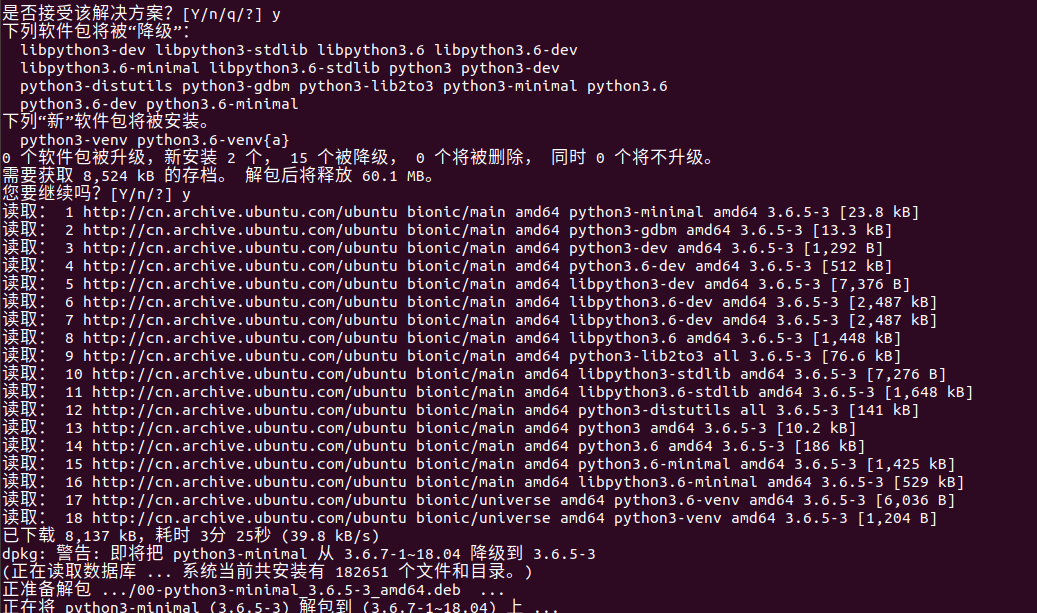 是否接受该解决方案？[Y/n/q/?] y
下列软件包将被“降级”：
libpython3-dev libpython3-stdlib libpython3.6 libpython3.6-dev
libpython3.6-minimal libpython3.6-stdlib python3 python3-dev
python3-distutils python3-gdbm python3-lib2to3 python3-minimal python3.6
python3.6-dev python3.6-minimal
下列“新”软件包将被安装。
python3-venv python3.6-venv{a}
0 个软件包被升级，新安装 2 个， 15 个被降级， 0 个将被删除， 同时 0 个将不升级。
需要获取 8,524 kB 的存档。 解包后将释放 60.1 MB。
您要继续吗？[Y/n/?] y
读取： 1 http://cn.archive.ubuntu.com/ubuntu bionic/main amd64 python3-minimal amd64 3.6.5-3 [23.8 kB]
读取： 2 http://cn.archive.ubuntu.com/ubuntu bionic/main amd64 python3-gdbm amd64 3.6.5-3 [13.3 kB]
读取： 3 http://cn.archive.ubuntu.com/ubuntu bionic/main amd64 python3-dev amd64 3.6.5-3 [1,292 B]
读取： 4 http://cn.archive.ubuntu.com/ubuntu bionic/main amd64 python3.6-dev amd64 3.6.5-3 [512 kB]
读取： 5 http://cn.archive.ubuntu.com/ubuntu bionic/main amd64 libpython3-dev amd64 3.6.5-3 [7,376 B]
读取： 6 http://cn.archive.ubuntu.com/ubuntu bionic/main amd64 libpython3.6-dev amd64 3.6.5-3 [2,487 kB]
读取： 7 http://cn.archive.ubuntu.com/ubuntu bionic/main amd64 libpython3.6-dev amd64 3.6.5-3 [2,487 kB]
读取： 8 http://cn.archive.ubuntu.com/ubuntu bionic/main amd64 libpython3.6 amd64 3.6.5-3 [1,448 kB]
读取： 9 http://cn.archive.ubuntu.com/ubuntu bionic/main amd64 python3-lib2to3 all 3.6.5-3 [76.6 kB]
读取： 10 http://cn.archive.ubuntu.com/ubuntu bionic/main amd64 libpython3-stdlib amd64 3.6.5-3 [7,276 B]
读取： 11 http://cn.archive.ubuntu.com/ubuntu bionic/main amd64 libpython3.6-stdlib amd64 3.6.5-3 [1,648 kB]
读取： 12 http://cn.archive.ubuntu.com/ubuntu bionic/main amd64 python3-distutils all 3.6.5-3 [141 kB]
读取： 13 http://cn.archive.ubuntu.com/ubuntu bionic/main amd64 python3 amd64 3.6.5-3 [10.2 kB]
读取： 14 http://cn.archive.ubuntu.com/ubuntu bionic/main amd64 python3.6 amd64 3.6.5-3 [186 kB]
读取： 15 http://cn.archive.ubuntu.com/ubuntu bionic/main amd64 python3.6-minimal amd64 3.6.5-3 [1,425 kB]
读取： 16 http://cn.archive.ubuntu.com/ubuntu bionic/main amd64 libpython3.6-minimal amd64 3.6.5-3 [529 kB]
读取： 17 http://cn.archive.ubuntu.com/ubuntu bionic/universe amd64 python3.6-venv amd64 3.6.5-3 [6,036 B]
读取： 18 http://cn.archive.ubuntu.com/ubuntu bionic/universe amd64 python3-venv amd64 3.6.5-3 [1,204 B]
已下载 8,137 kB，耗时 3分 25秒 (39.8 kB/s)
dpkg: 警告: 即将把 python3-minimal 从 3.6.7-1~18.04 降级到 3.6.5-3
(正在读取数据库 ... 系统当前共安装有 182651 个文件和目录。)
正准备解包 .../00-python3-minimal_3.6.5-3_amd64.deb ...
正在将 python3-minimal (3.6.5-3) 解包到 (3.6.7-1~18.04) 上 ...